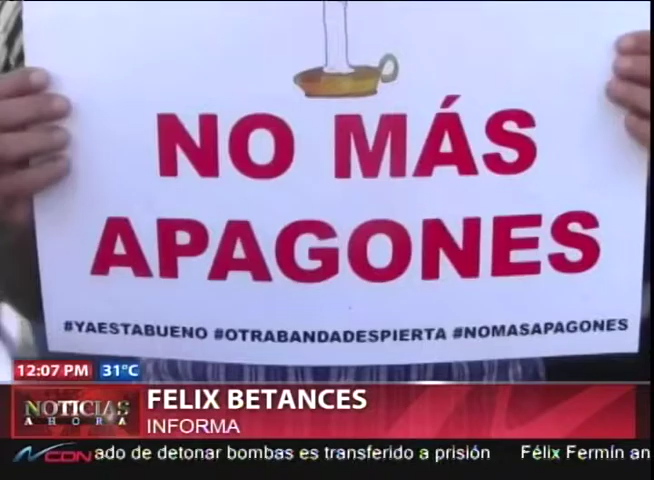 NO MÁS
APAGONES
#YAESTABUENO #OTRABANDADESPIERTA #NOMASAPAGONES
12:07 PM 31°C
NOTICIAS
AHORA
FELIX BETANCES
INFORMA
NCDN ado de detonar bombas es transferido a prisión Félix Fermín an